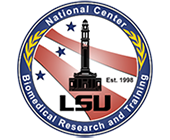 National Center
Est. 1998
LSU
Biomedical Research and Training